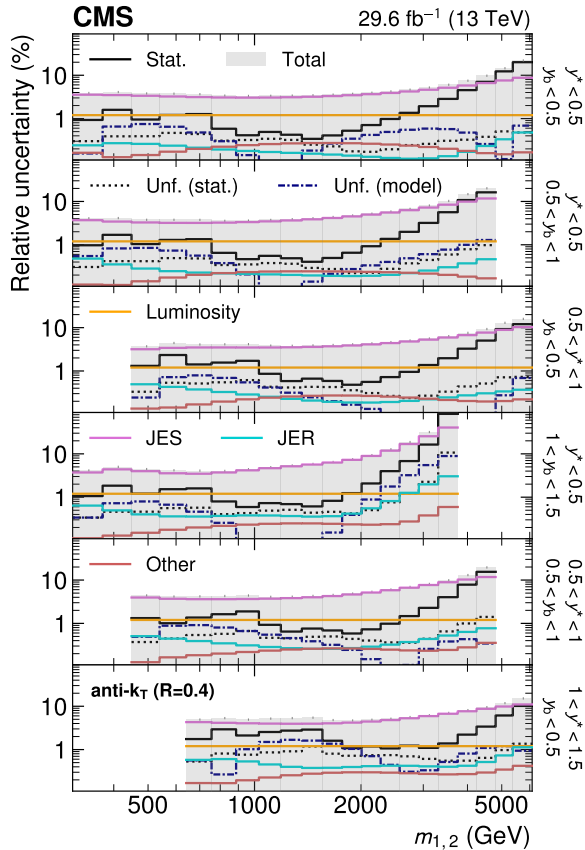 CMS 29.6 fb⁻¹ (13 TeV)
Relative uncertainty (%)
Stat. Total
10
1
y* < 0.5
y_b < 0.5
Unf. (stat.) Unf. (model)
10
1
y* < 0.5
0.5 < y_b < 1
Luminosity
10
1
0.5 < y* < 1
y_b < 0.5
JES JER
10
1
y* < 0.5
1 < y_b < 1.5
Other
10
1
0.5 < y* < 1
0.5 < y_b < 1
anti-k_T (R=0.4)
10
1
1 < y* < 1.5
y_b < 0.5
500 1000 2000 5000
m_{1,2} (GeV)